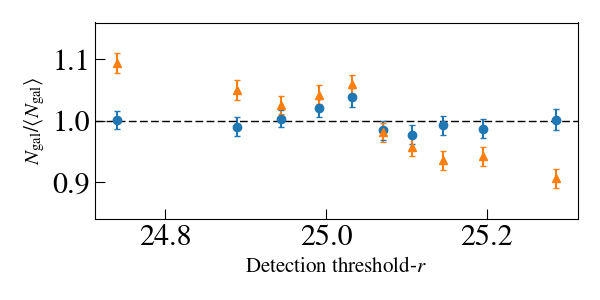 N_gal/⟨N_gal⟩
1.1
1.0
0.9
24.8 25.0 25.2
Detection threshold-r